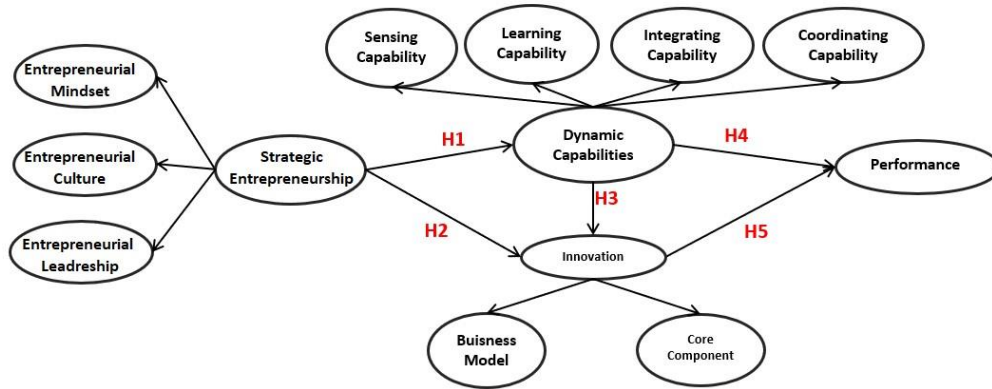 Sensing
Capability
Learning
Capability
Integrating
Capability
Coordinating
Capability
Entrepreneurial
Mindset
Entrepreneurial
Culture
Entrepreneurial
Leadreship
Strategic
Entrepreneurship
H1
H2
Dynamic
Capabilities
H3
H4
H5
Innovation
Performance
Buisness
Model
Core
Component